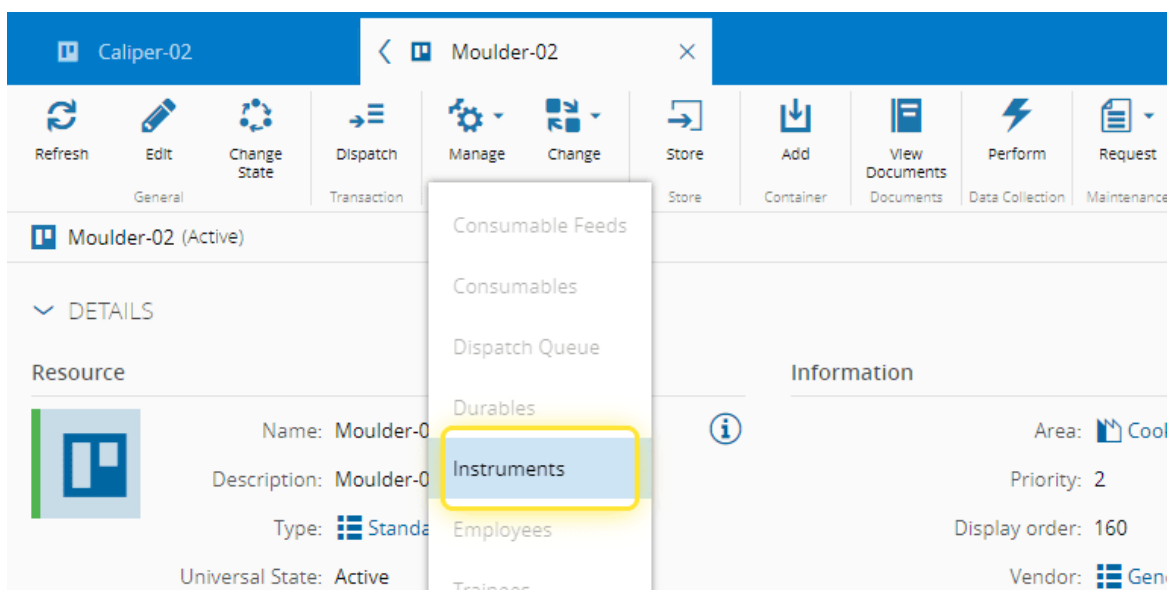 Caliper-02
Moulder-02
Refresh
Edit
Change State
Dispatch
Manage
Change
Store
Add
View Documents
Perform
Request
General
Transaction
Store
Container
Documents
Data Collection
Maintenance
Moulder-02 (Active)
Consumable Feeds
Consumables
Dispatch Queue
Durables
Instruments
Employees
Trainees
DETAILS
Resource
Name: Moulder-0
Description: Moulder-0
Type: Standa
Universal State: Active
Information
Area: Cool
Priority: 2
Display order: 160
Vendor: Gen